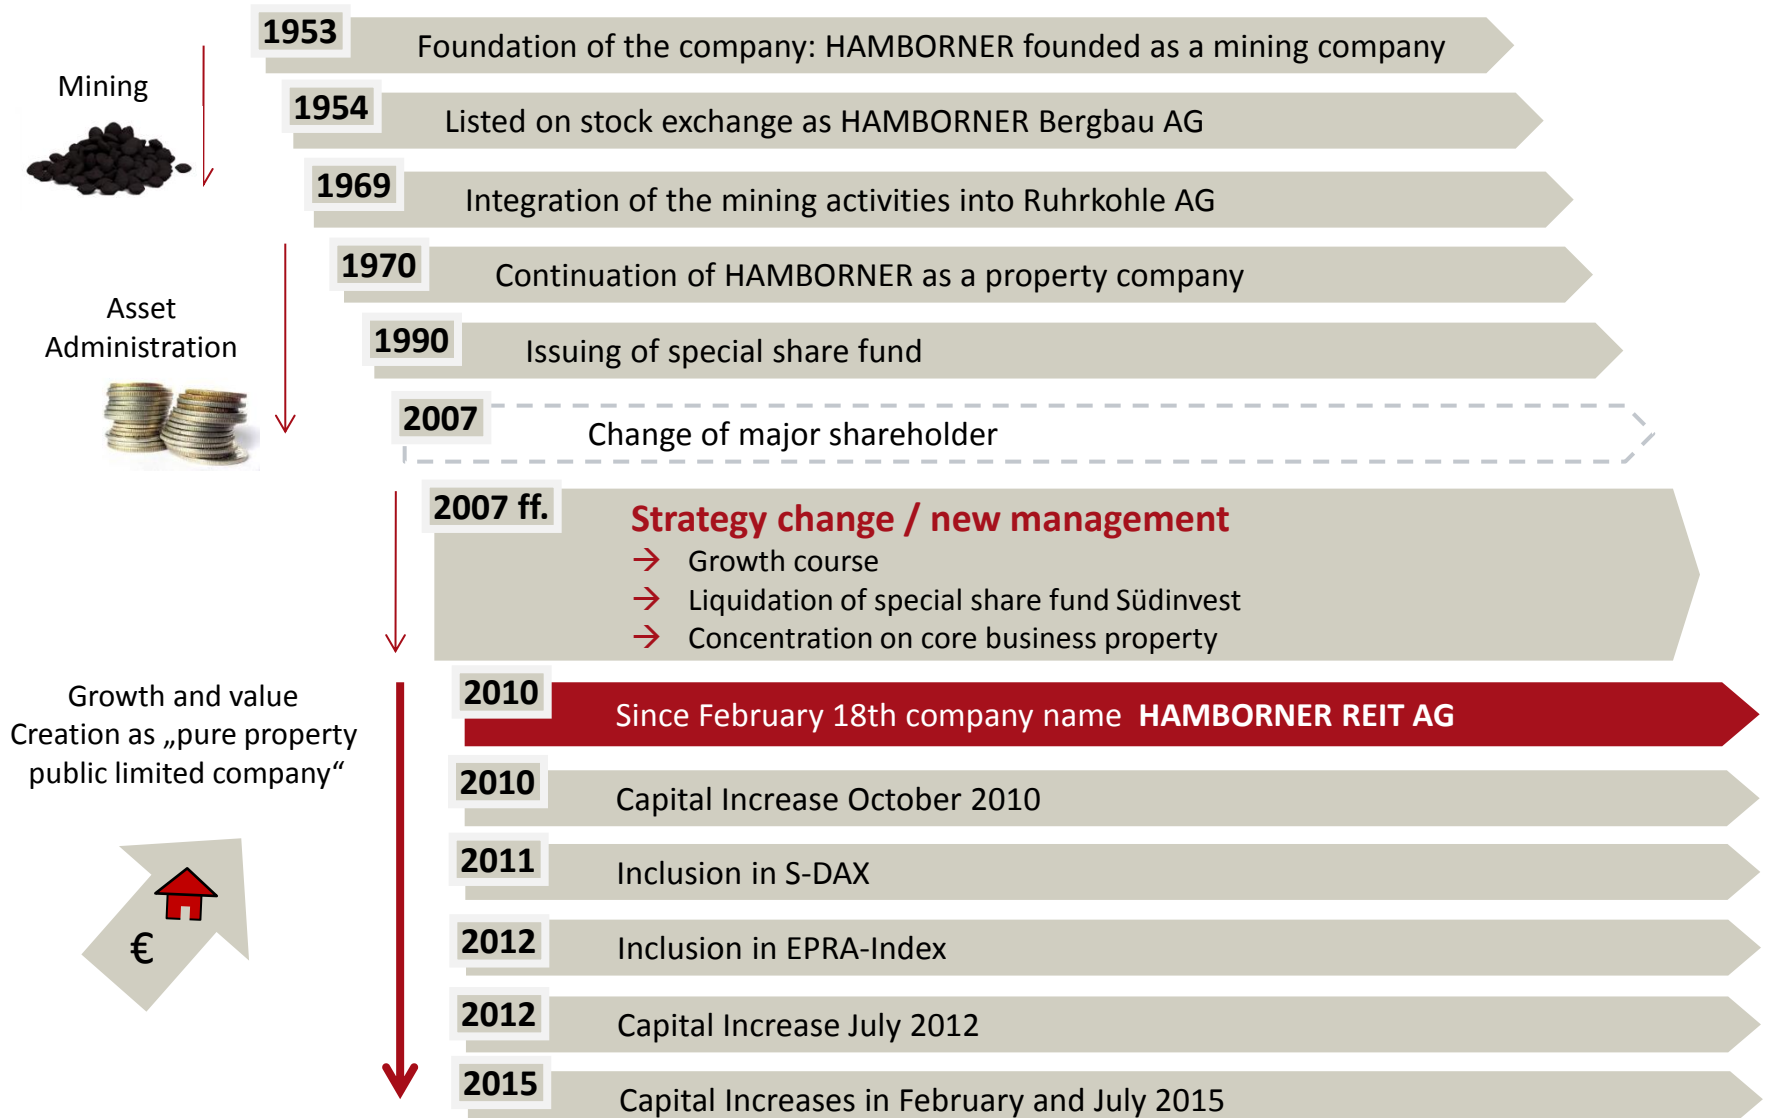 1953
Foundation of the company: HAMBORNER founded as a mining company
Mining
1954
Listed on stock exchange as HAMBORNER Bergbau AG
1969
Integration of the mining activities into Ruhrkohle AG
1970
Continuation of HAMBORNER as a property company
Asset
Administration
1990
Issuing of special share fund
2007
Change of major shareholder
2007 ff.
Strategy change / new management
→ Growth course
→ Liquidation of special share fund Südinvest
→ Concentration on core business property
Growth and value
Creation as „pure property
public limited company“
2010
Since February 18th company name HAMBORNER REIT AG
2010
Capital Increase October 2010
2011
Inclusion in S-DAX
€
2012
Inclusion in EPRA-Index
2012
Capital Increase July 2012
2015
Capital Increases in February and July 2015